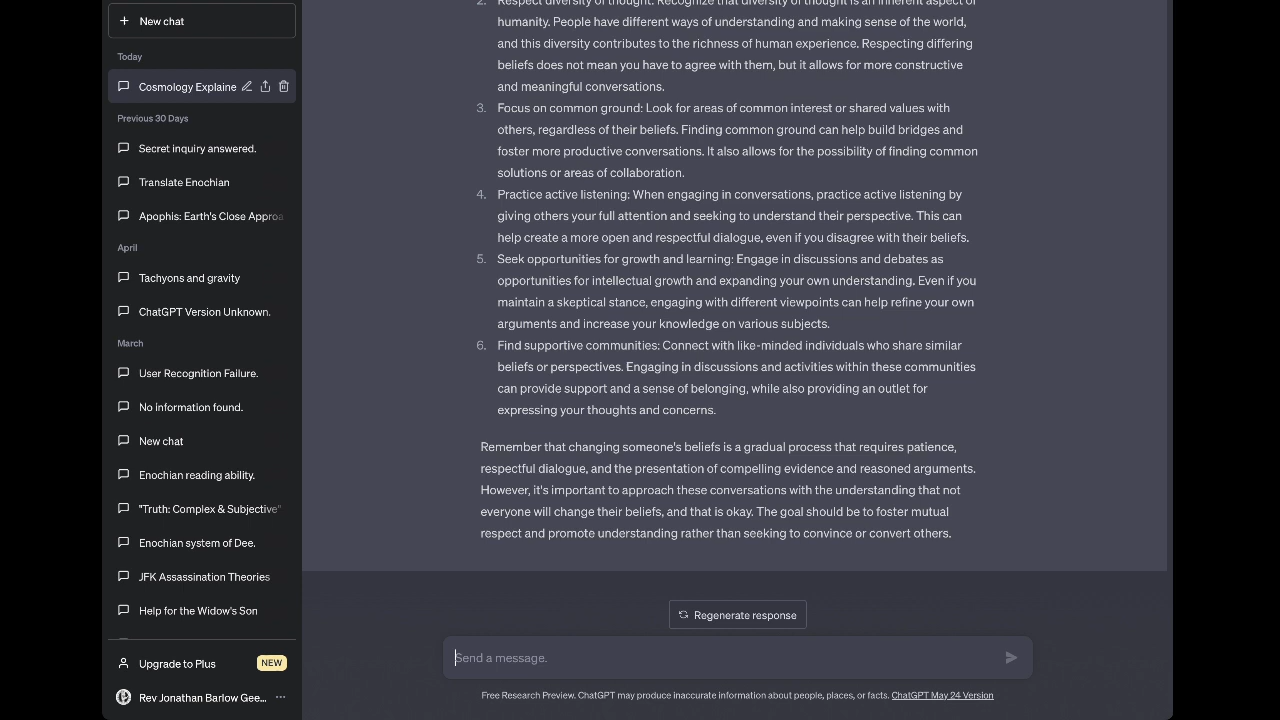 New chat
Today
Cosmology Explaine
Previous 30 Days
Secret inquiry answered.
Translate Enochian
Apophis: Earth's Close Approa
April
Tachyons and gravity
ChatGPT Version Unknown.
March
User Recognition Failure.
No information found.
New chat
Enochian reading ability.
"Truth: Complex & Subjective"
Enochian system of Dee.
JFK Assassination Theories
Help for the Widow's Son
Upgrade to Plus
NEW
Rev Jonathan Barlow Gee...
2. Respect diversity of thought: Recognize that diversity of thought is an inherent aspect of
humanity. People have different ways of understanding and making sense of the world,
and this diversity contributes to the richness of human experience. Respecting differing
beliefs does not mean you have to agree with them, but it allows for more constructive
and meaningful conversations.
3. Focus on common ground: Look for areas of common interest or shared values with
others, regardless of their beliefs. Finding common ground can help build bridges and
foster more productive conversations. It also allows for the possibility of finding common
solutions or areas of collaboration.
4. Practice active listening: When engaging in conversations, practice active listening by
giving others your full attention and seeking to understand their perspective. This can
help create a more open and respectful dialogue, even if you disagree with their beliefs.
5. Seek opportunities for growth and learning: Engage in discussions and debates as
opportunities for intellectual growth and expanding your own understanding. Even if you
maintain a skeptical stance, engaging with different viewpoints can help refine your own
arguments and increase your knowledge on various subjects.
6. Find supportive communities: Connect with like-minded individuals who share similar
beliefs or perspectives. Engaging in discussions and activities within these communities
can provide support and a sense of belonging, while also providing an outlet for
expressing your thoughts and concerns.
Remember that changing someone's beliefs is a gradual process that requires patience,
respectful dialogue, and the presentation of compelling evidence and reasoned arguments.
However, it's important to approach these conversations with the understanding that not
everyone will change their beliefs, and that is okay. The goal should be to foster mutual
respect and promote understanding rather than seeking to convince or convert others.
Regenerate response
Send a message.
Free Research Preview. ChatGPT may produce inaccurate information about people, places, or facts. ChatGPT May 24 Version